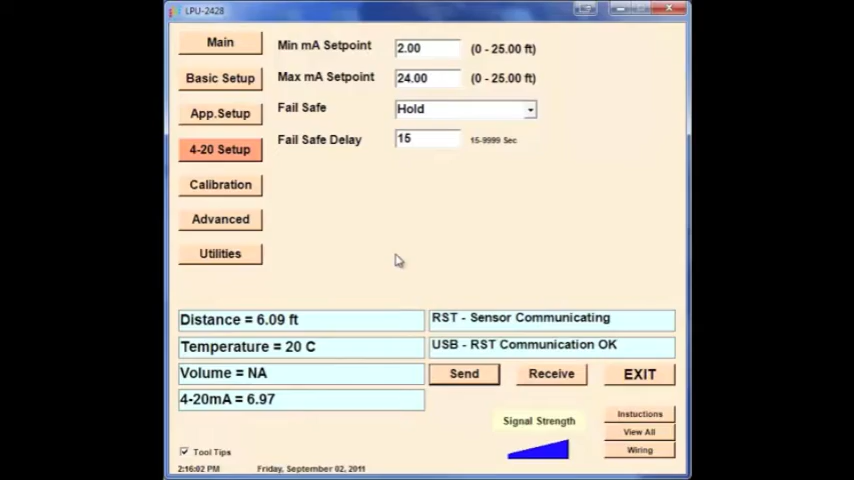 LPU-2428
Main
Min mA Setpoint 2.00 (0 - 25.00 ft)
Basic Setup
Max mA Setpoint 24.00 (0 - 25.00 ft)
App.Setup
Fail Safe Hold
4-20 Setup
Fail Safe Delay 15 15-9999 Sec
Calibration
Advanced
Utilities
Distance = 6.09 ft
RST - Sensor Communicating
Temperature = 20 C
USB - RST Communication OK
Volume = NA
Send Receive EXIT
4-20mA = 6.97
Signal Strength
Instuctions
View All
Wiring
Tool Tips
2:16:02 PM Friday, September 02, 2011